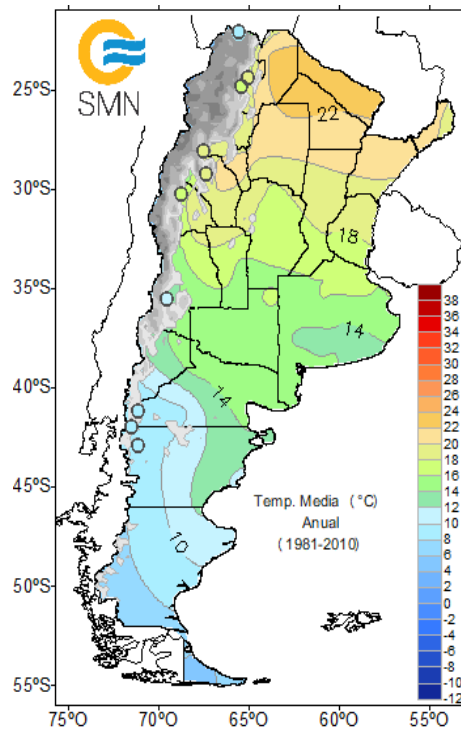 SMN
25ºS
30ºS
35ºS
40ºS
45ºS
50ºS
55ºS
22
18
14
14
10
Temp. Media (°C)
Anual
(1981-2010)
38
36
34
32
30
28
26
24
22
20
18
16
14
12
10
8
6
4
2
0
-2
-4
-6
-8
-10
-12
75ºO
70ºO
65ºO
60ºO
55ºO